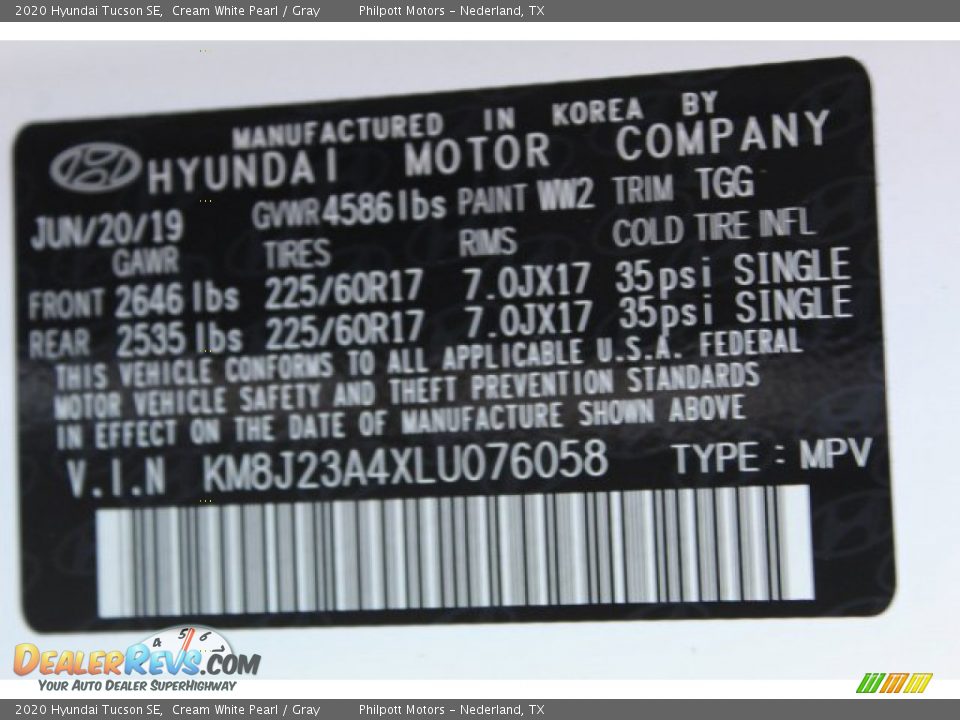 2020 Hyundai Tucson SE, Cream White Pearl / Gray Philpott Motors - Nederland, TX
MANUFACTURED IN KOREA BY
HYUNDAI MOTOR COMPANY
JUN/20/19 GVWR 4586 lbs PAINT WW2 TRIM TGG
GAWR TIRES RIMS COLD TIRE INFL
FRONT 2646 lbs 225/60R17 7.0JX17 35psi SINGLE
REAR 2535 lbs 225/60R17 7.0JX17 35psi SINGLE
THIS VEHICLE CONFORMS TO ALL APPLICABLE U.S.A. FEDERAL
MOTOR VEHICLE SAFETY AND THEFT PREVENTION STANDARDS
IN EFFECT ON THE DATE OF MANUFACTURE SHOWN ABOVE
V.I.N KM8J23A4XLU076058 TYPE : MPV
4 5 6
DEALERREVS.COM
YOUR AUTO DEALER SUPERHIGHWAY
2020 Hyundai Tucson SE, Cream White Pearl / Gray Philpott Motors - Nederland, TX